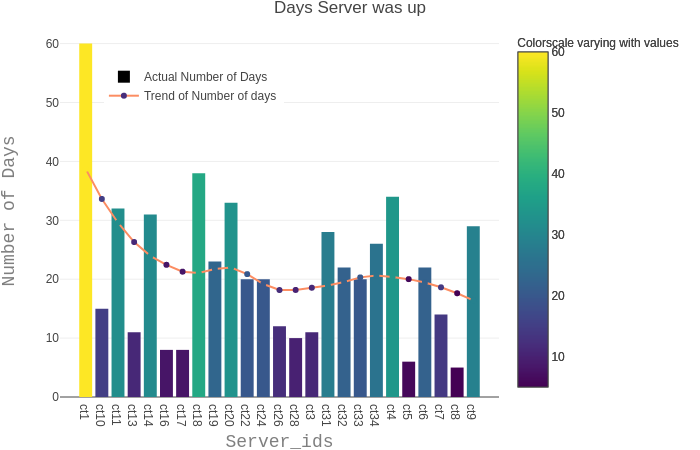 Days Server was up
Colorscale varying with values
Actual Number of Days
Trend of Number of days
Number of Days
60
50
40
30
20
10
0
60
50
40
30
20
10
ct1
ct10
ct11
ct13
ct14
ct16
ct17
ct18
ct19
ct20
ct22
ct24
ct26
ct28
ct3
ct31
ct32
ct33
ct34
ct4
ct5
ct6
ct7
ct8
ct9
Server_ids